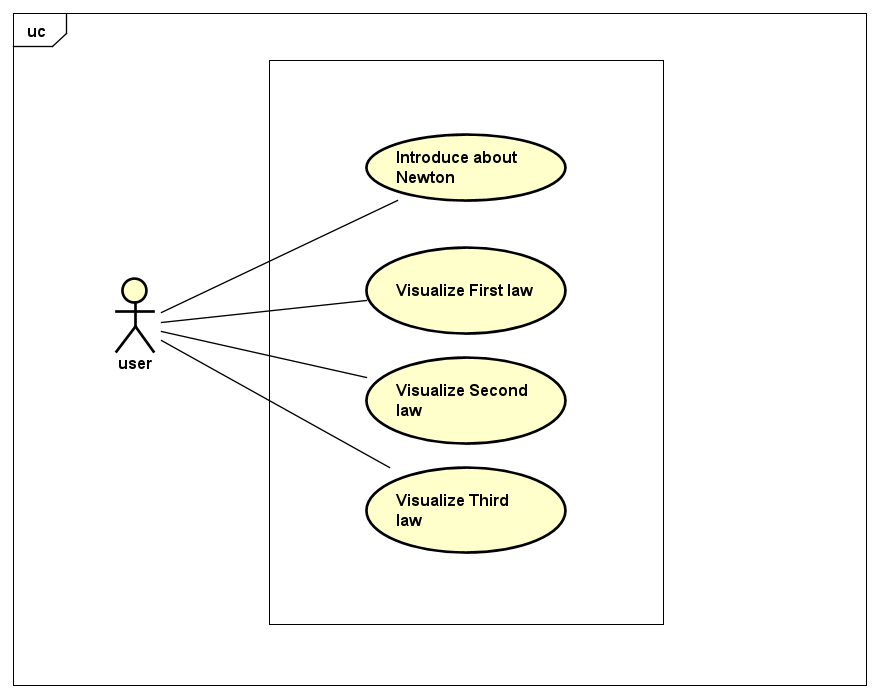 uc
Introduce about
Newton
Visualize First law
user
Visualize Second
law
Visualize Third
law